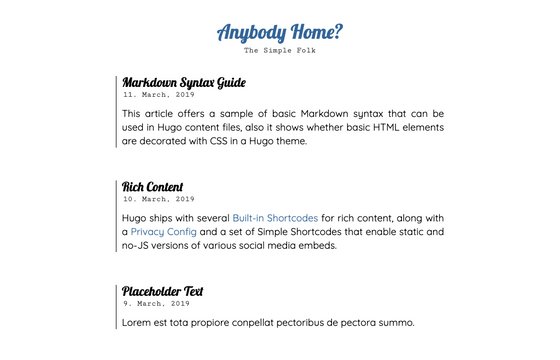 Anybody Home?
The Simple Folk
Markdown Syntax Guide
11. March, 2019
This article offers a sample of basic Markdown syntax that can be
used in Hugo content files, also it shows whether basic HTML elements
are decorated with CSS in a Hugo theme.
Rich Content
10. March, 2019
Hugo ships with several Built-in Shortcodes for rich content, along with
a Privacy Config and a set of Simple Shortcodes that enable static and
no-JS versions of various social media embeds.
Placeholder Text
9. March, 2019
Lorem est tota propiore conpellat pectoribus de pectora summo.